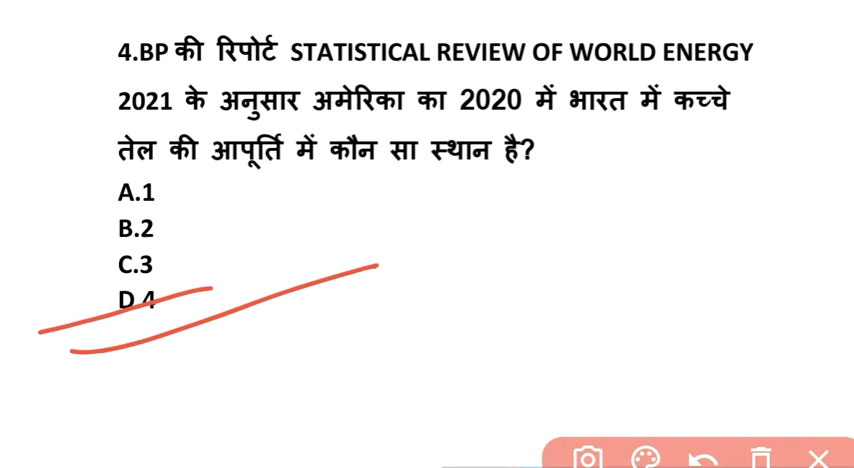 4.BP की रिपोर्ट STATISTICAL REVIEW OF WORLD ENERGY
2021 के अनुसार अमेरिका का 2020 में भारत में कच्चे
तेल की आपूर्ति में कौन सा स्थान है?
A.1
B.2
C.3
D.4